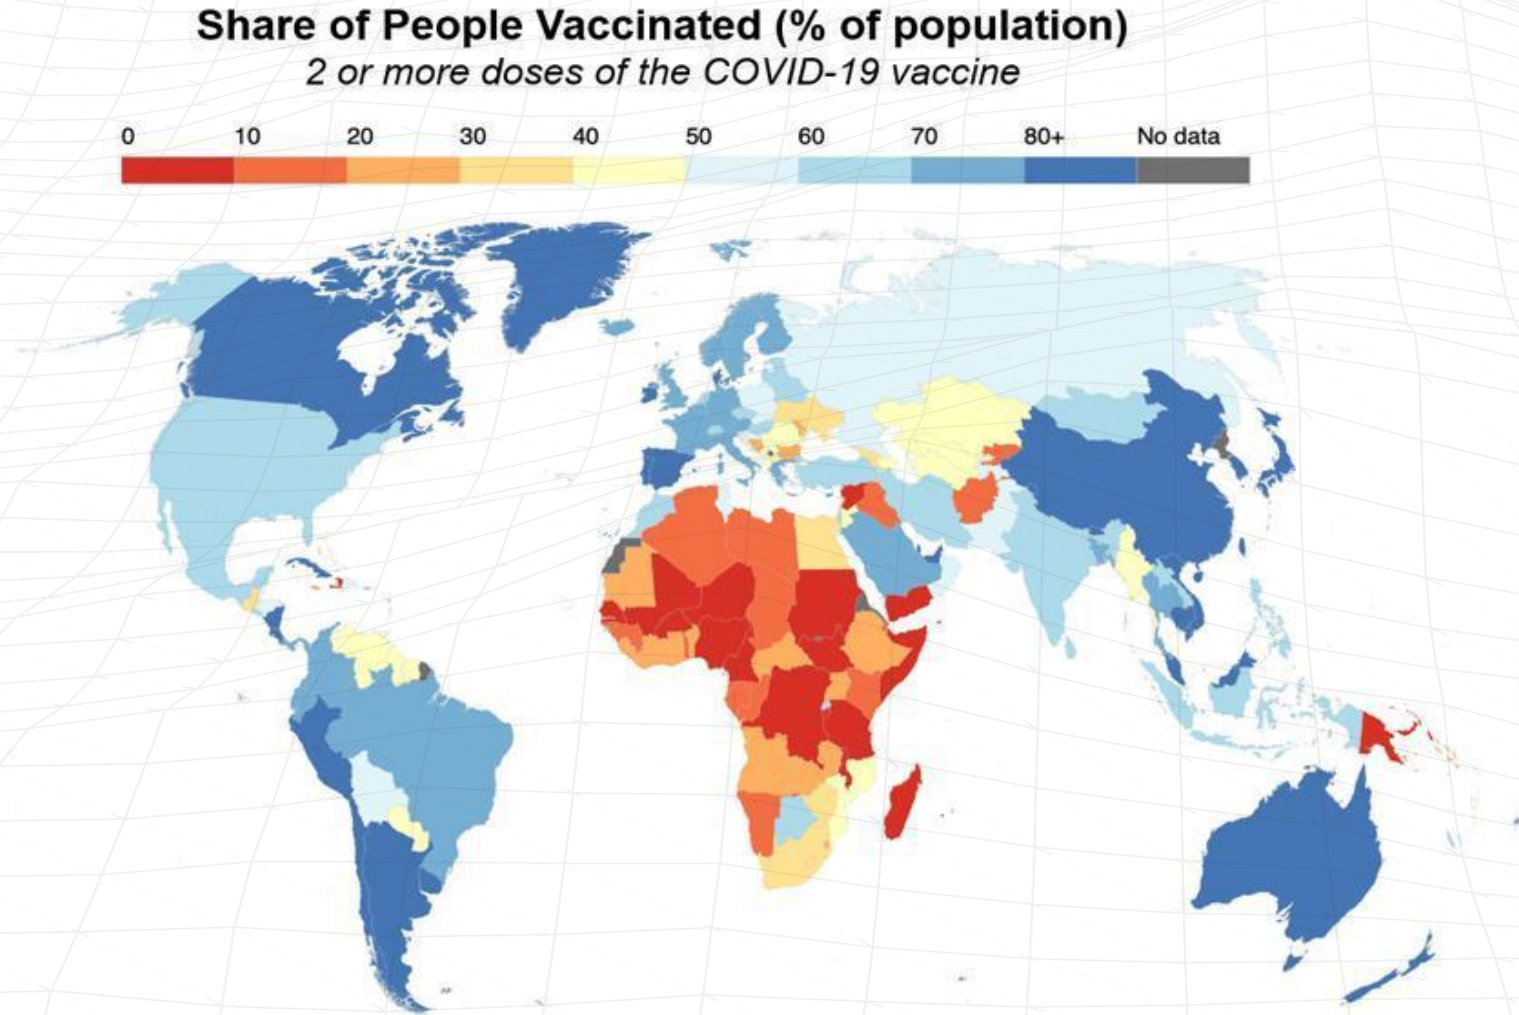 Share of People Vaccinated (% of population)
2 or more doses of the COVID-19 vaccine
0 10 20 30 40 50 60 70 80+ No data